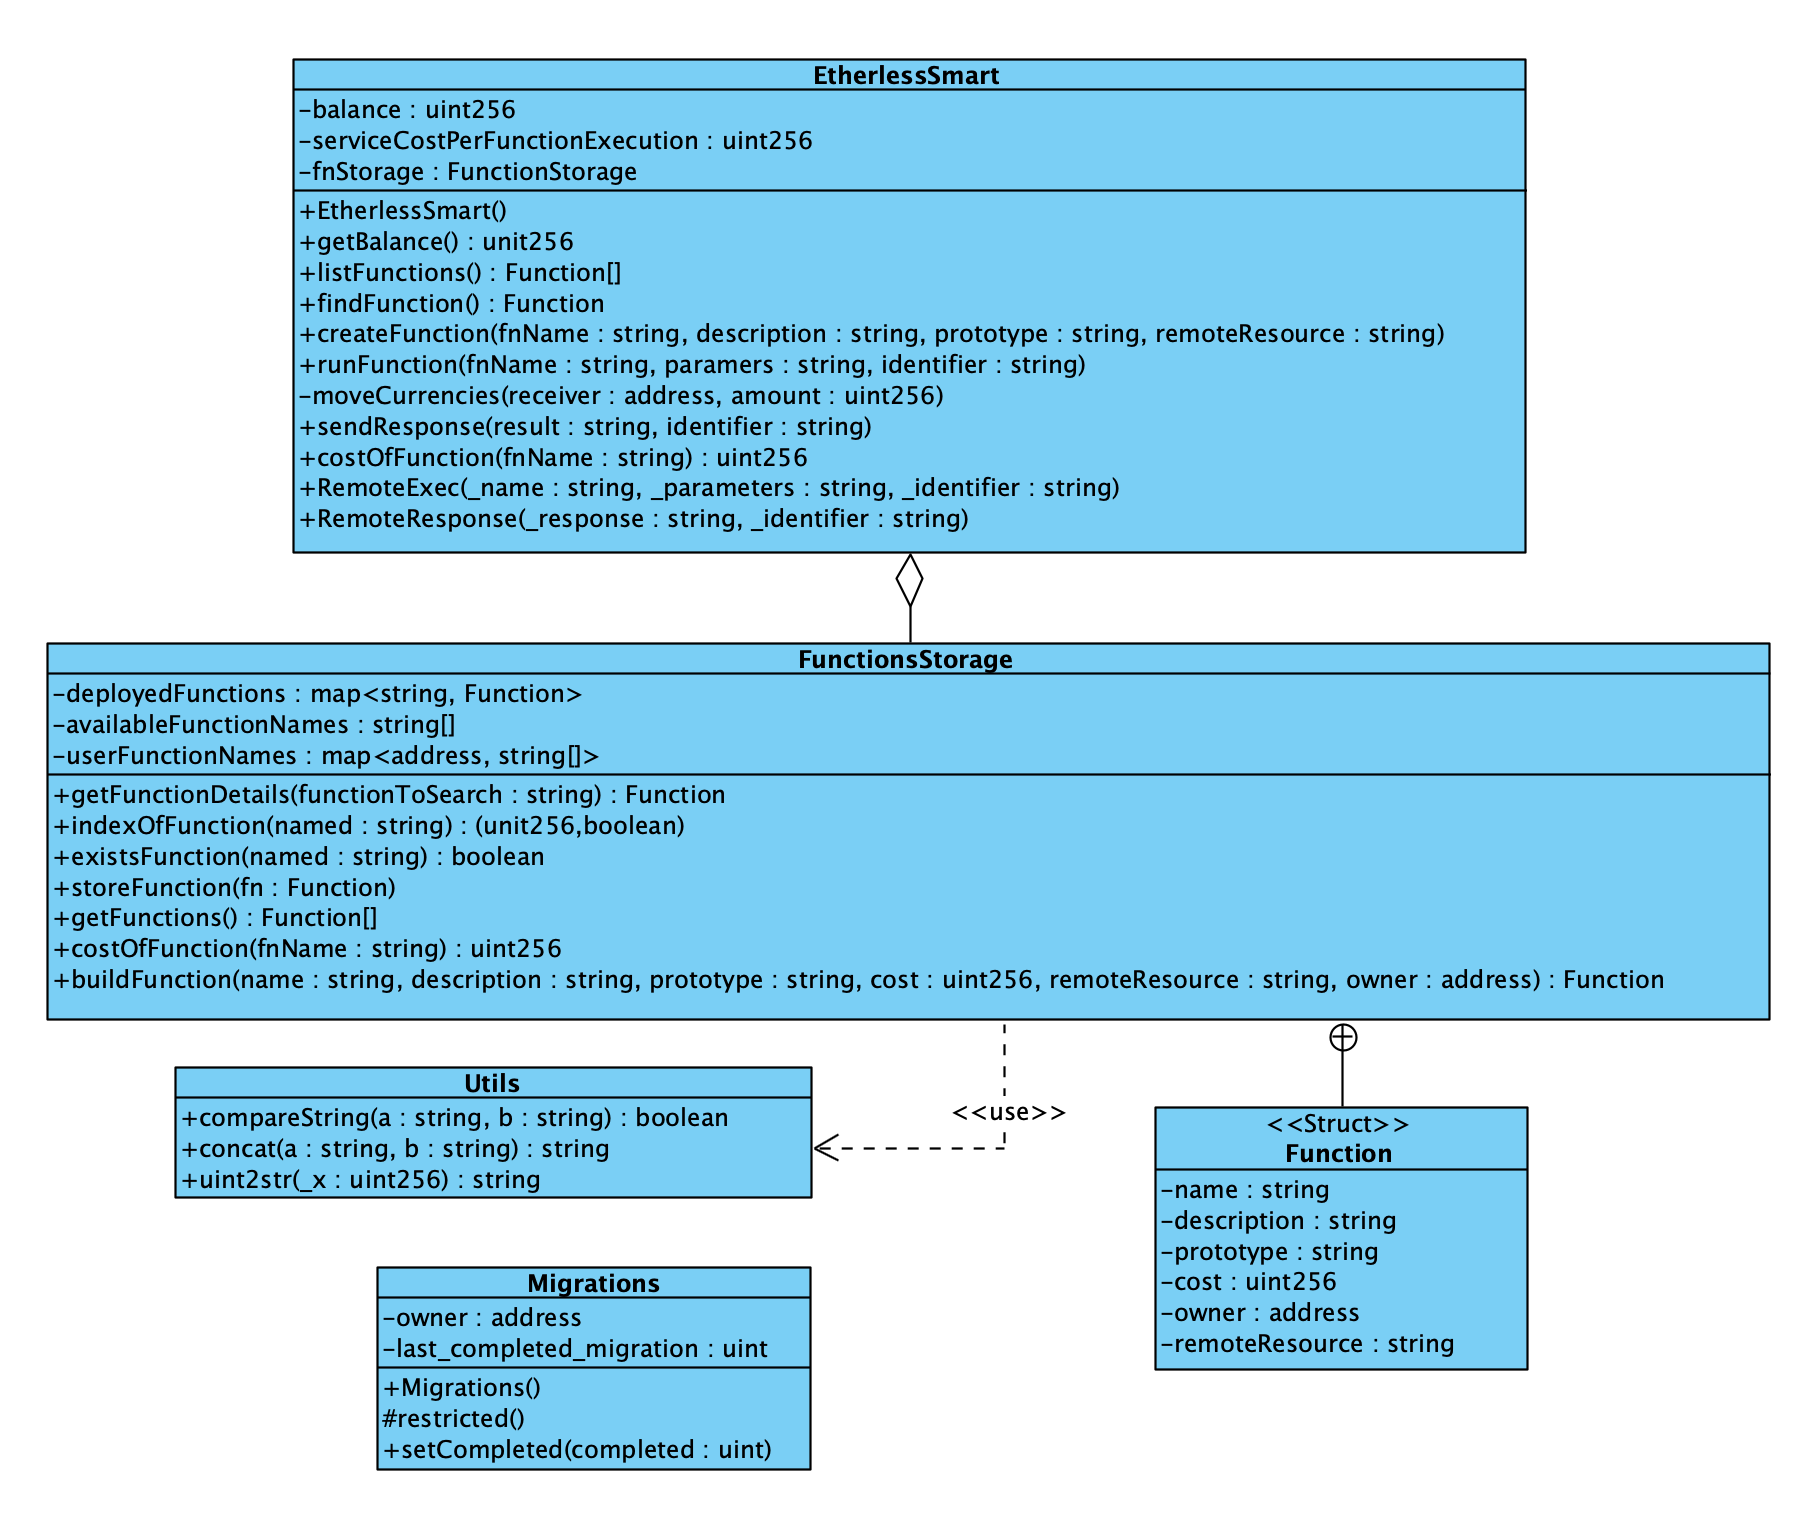 EtherlessSmart
-balance : uint256
-serviceCostPerFunctionExecution : uint256
-fnStorage : FunctionStorage
+EtherlessSmart()
+getBalance() : unit256
+listFunctions() : Function[]
+findFunction() : Function
+createFunction(fnName : string, description : string, prototype : string, remoteResource : string)
+runFunction(fnName : string, paramers : string, identifier : string)
-moveCurrencies(receiver : address, amount : uint256)
+sendResponse(result : string, identifier : string)
+costOfFunction(fnName : string) : uint256
+RemoteExec(_name : string, _parameters : string, _identifier : string)
+RemoteResponse(_response : string, _identifier : string)
FunctionsStorage
-deployedFunctions : map<string, Function>
-availableFunctionNames : string[]
-userFunctionNames : map<address, string[]>
+getFunctionDetails(functionToSearch : string) : Function
+indexOfFunction(named : string) : (unit256,boolean)
+existsFunction(named : string) : boolean
+storeFunction(fn : Function)
+getFunctions() : Function[]
+costOfFunction(fnName : string) : uint256
+buildFunction(name : string, description : string, prototype : string, cost : uint256, remoteResource : string, owner : address) : Function
Utils
+compareString(a : string, b : string) : boolean
+concat(a : string, b : string) : string
+uint2str(_x : uint256) : string
<<use>>
<<Struct>>
Function
-name : string
-description : string
-prototype : string
-cost : uint256
-owner : address
-remoteResource : string
Migrations
-owner : address
-last_completed_migration : uint
+Migrations()
#restricted()
+setCompleted(completed : uint)